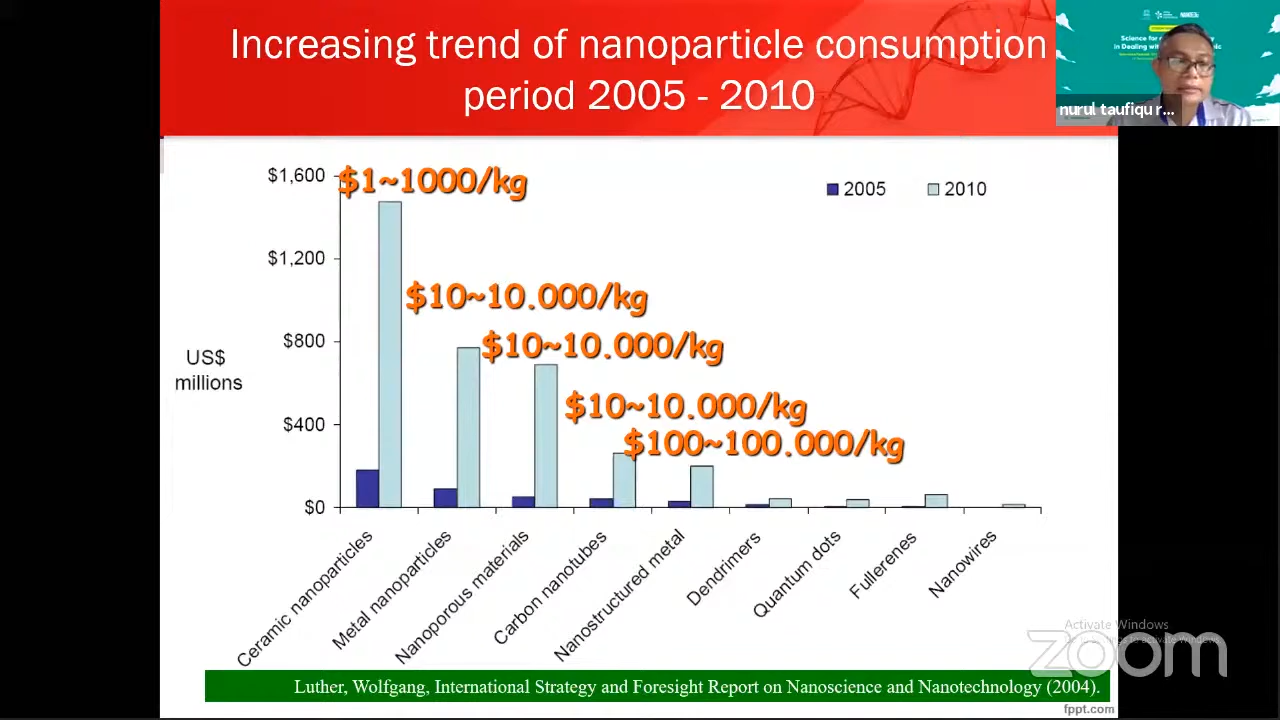 Increasing trend of nanoparticle consumption
period 2005 - 2010
nurul taufiqu r...
$1~1000/kg
$10~10.000/kg
$10~10.000/kg
$10~10.000/kg
$100~100.000/kg
2005
2010
US$
millions
$1,600
$1,200
$800
$400
$0
Ceramic nanoparticles
Metal nanoparticles
Nanoporous materials
Carbon nanotubes
Nanostructured metal
Dendrimers
Quantum dots
Fullerenes
Nanowires
Activate Windows
zoom
Luther, Wolfgang, International Strategy and Foresight Report on Nanoscience and Nanotechnology (2004).
fppt.com